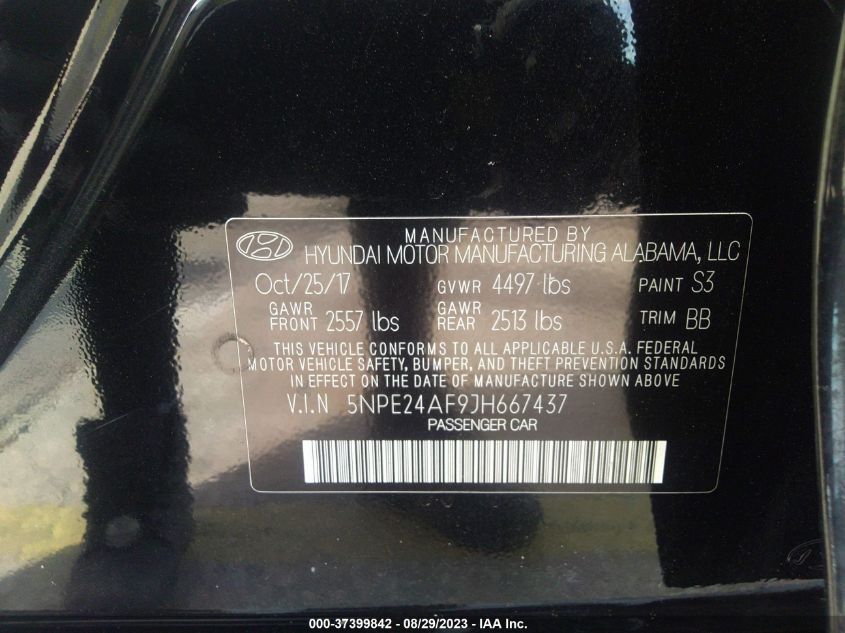 MANUFACTURED BY
HYUNDAI MOTOR MANUFACTURING ALABAMA, LLC
Oct/25/17 GVWR 4497 lbs PAINT S3
GAWR FRONT 2557 lbs GAWR REAR 2513 lbs TRIM BB
THIS VEHICLE CONFORMS TO ALL APPLICABLE U.S.A. FEDERAL
MOTOR VEHICLE SAFETY, BUMPER, AND THEFT PREVENTION STANDARDS
IN EFFECT ON THE DATE OF MANUFACTURE SHOWN ABOVE
V.I.N 5NPE24AF9JH667437
PASSENGER CAR
000-37399842 - 08/29/2023 - IAA Inc.